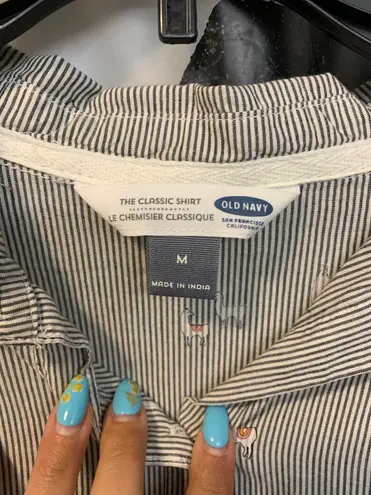 THE CLASSIC SHIRT
LE CHEMISIER CLASSIQUE
OLD NAVY
SAN FRANCISCO
CALIFORNIA
M
MADE IN INDIA